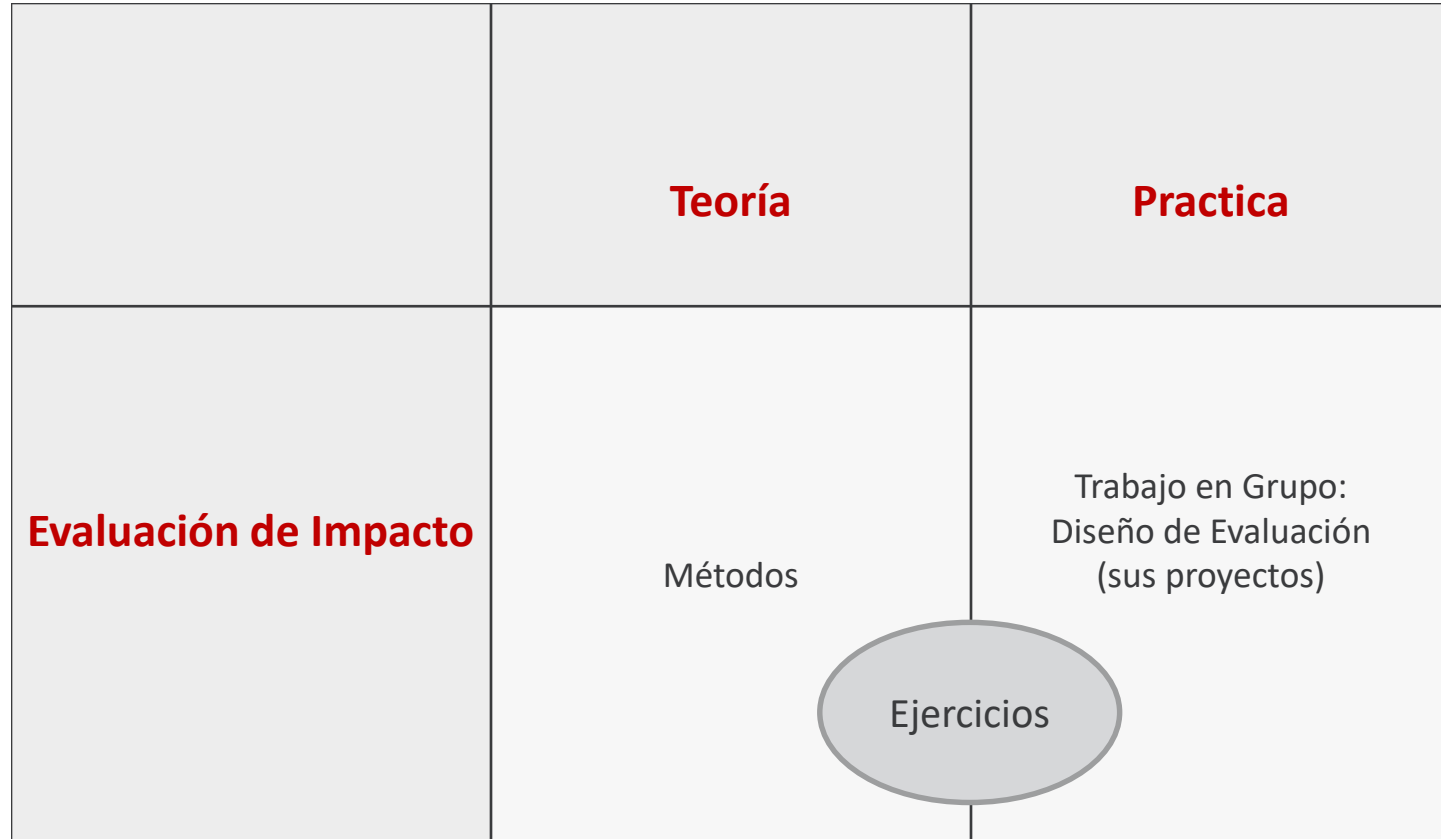 Teoría
Practica
Evaluación de Impacto
Métodos
Trabajo en Grupo:
Diseño de Evaluación
(sus proyectos)
Ejercicios